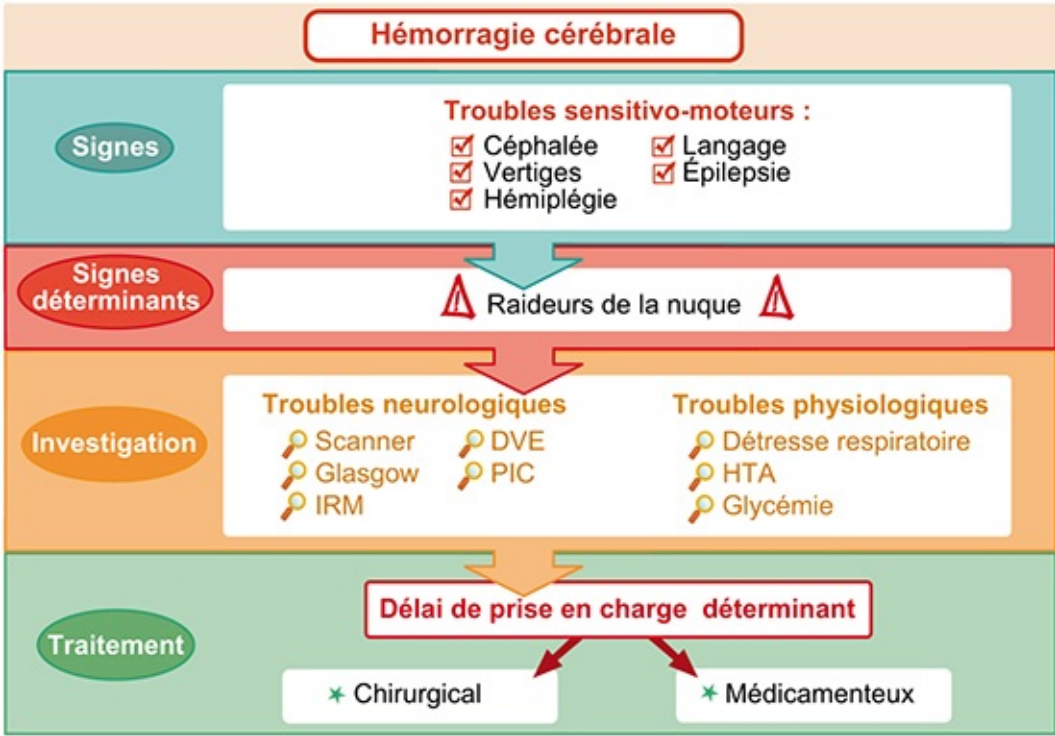 Hémorragie cérébrale
Signes
Troubles sensitivo-moteurs :
Céphalée
Vertiges
Hémiplégie
Langage
Épilepsie
Signes
déterminants
Raideurs de la nuque
Investigation
Troubles neurologiques
Scanner
Glasgow
IRM
DVE
PIC
Troubles physiologiques
Détresse respiratoire
HTA
Glycémie
Traitement
Délai de prise en charge déterminant
Chirurgical
Médicamenteux